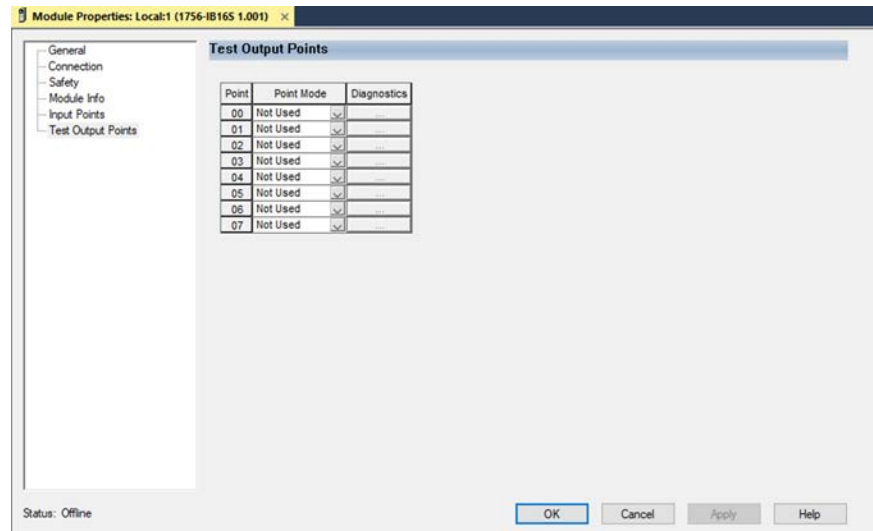 Module Properties: Local:1 (1756-IB16S 1.001) ×
General
Connection
Safety
Module Info
Input Points
Test Output Points
Test Output Points
Point Point Mode Diagnostics
00 Not Used ...
01 Not Used ...
02 Not Used ...
03 Not Used ...
04 Not Used ...
05 Not Used ...
06 Not Used ...
07 Not Used ...
Status: Offline
OK Cancel Apply Help